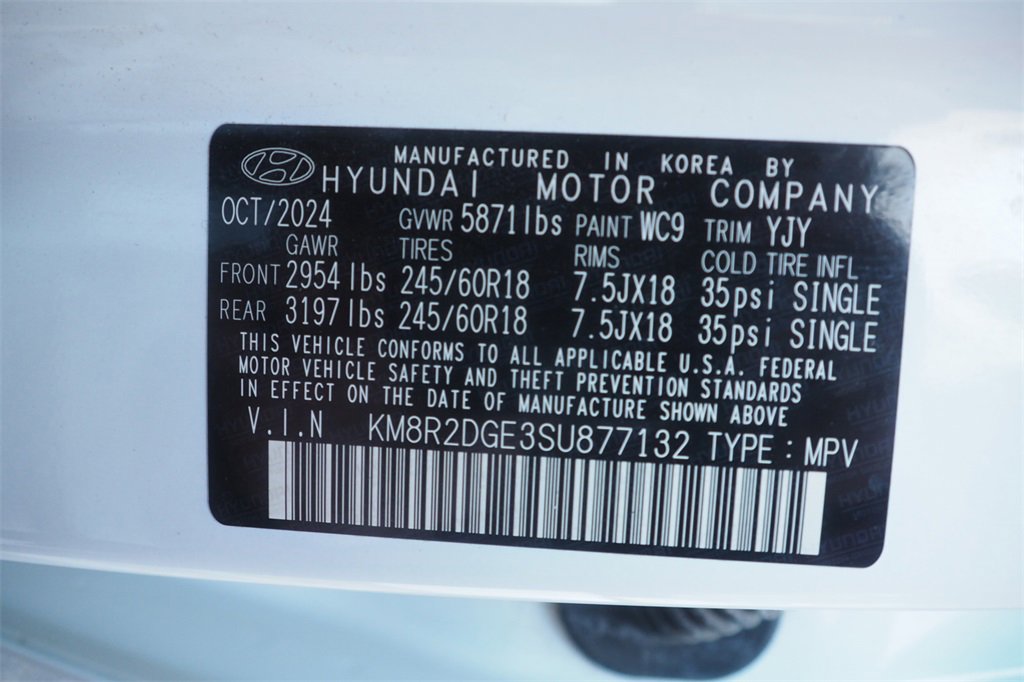 MANUFACTURED IN KOREA BY
HYUNDAI MOTOR COMPANY
OCT/2024 GVWR 5871lbs PAINT WC9 TRIM YJY
GAWR TIRES RIMS COLD TIRE INFL
FRONT 2954lbs 245/60R18 7.5JX18 35psi SINGLE
REAR 3197lbs 245/60R18 7.5JX18 35psi SINGLE
THIS VEHICLE CONFORMS TO ALL APPLICABLE U.S.A. FEDERAL
MOTOR VEHICLE SAFETY AND THEFT PREVENTION STANDARDS
IN EFFECT ON THE DATE OF MANUFACTURE SHOWN ABOVE
V.I.N KM8R2DGE3SU877132 TYPE : MPV